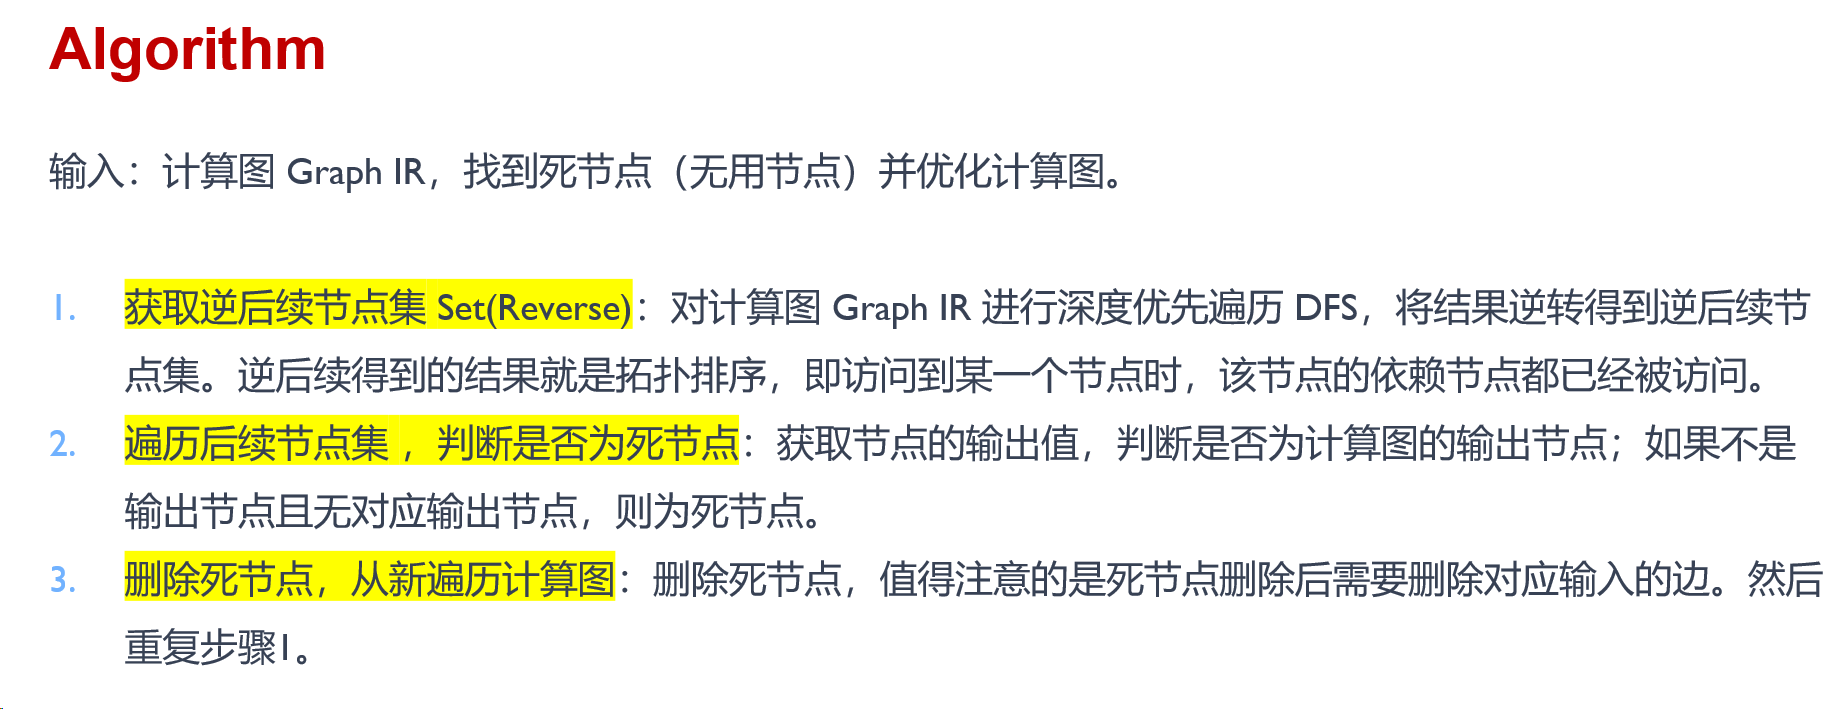 Algorithm
输入：计算图 Graph IR，找到死节点（无用节点）并优化计算图。
1. 获取逆后续节点集 Set(Reverse)：对计算图 Graph IR 进行深度优先遍历 DFS，将结果逆转得到逆后续节
点集。逆后续得到的结果就是拓扑排序，即访问到某一个节点时，该节点的依赖节点都已经被访问。
2. 遍历后续节点集 ，判断是否为死节点：获取节点的输出值，判断是否为计算图的输出节点；如果不是
输出节点且无对应输出节点，则为死节点。
3. 删除死节点，从新遍历计算图：删除死节点，值得注意的是死节点删除后需要删除对应输入的边。然后
重复步骤1。